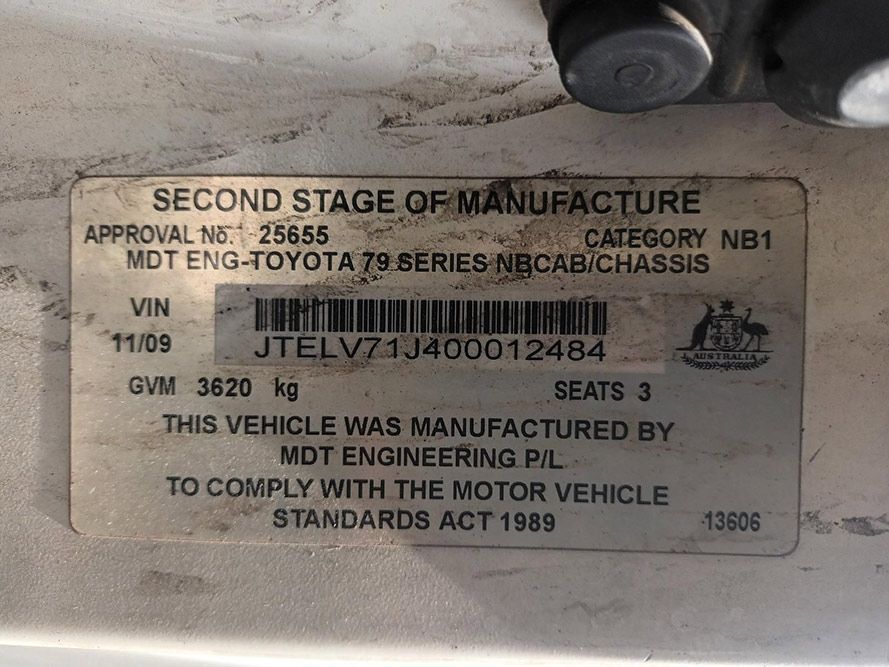 SECOND STAGE OF MANUFACTURE
APPROVAL No. 25655 CATEGORY NB1
MDT ENG-TOYOTA 79 SERIES NBCAB/CHASSIS
VIN
11/09 JTELV71J400012484
AUSTRALIA
GVM 3620 kg SEATS 3
THIS VEHICLE WAS MANUFACTURED BY
MDT ENGINEERING P/L
TO COMPLY WITH THE MOTOR VEHICLE
STANDARDS ACT 1989 13606